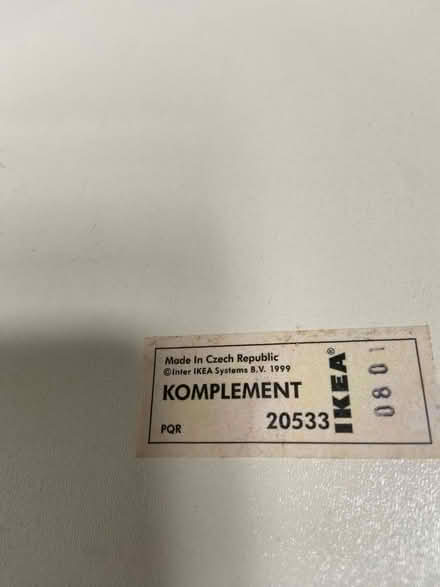 Made In Czech Republic
©Inter IKEA Systems B.V. 1999
KOMPLEMENT
20533
PQR
IKEA®
0801